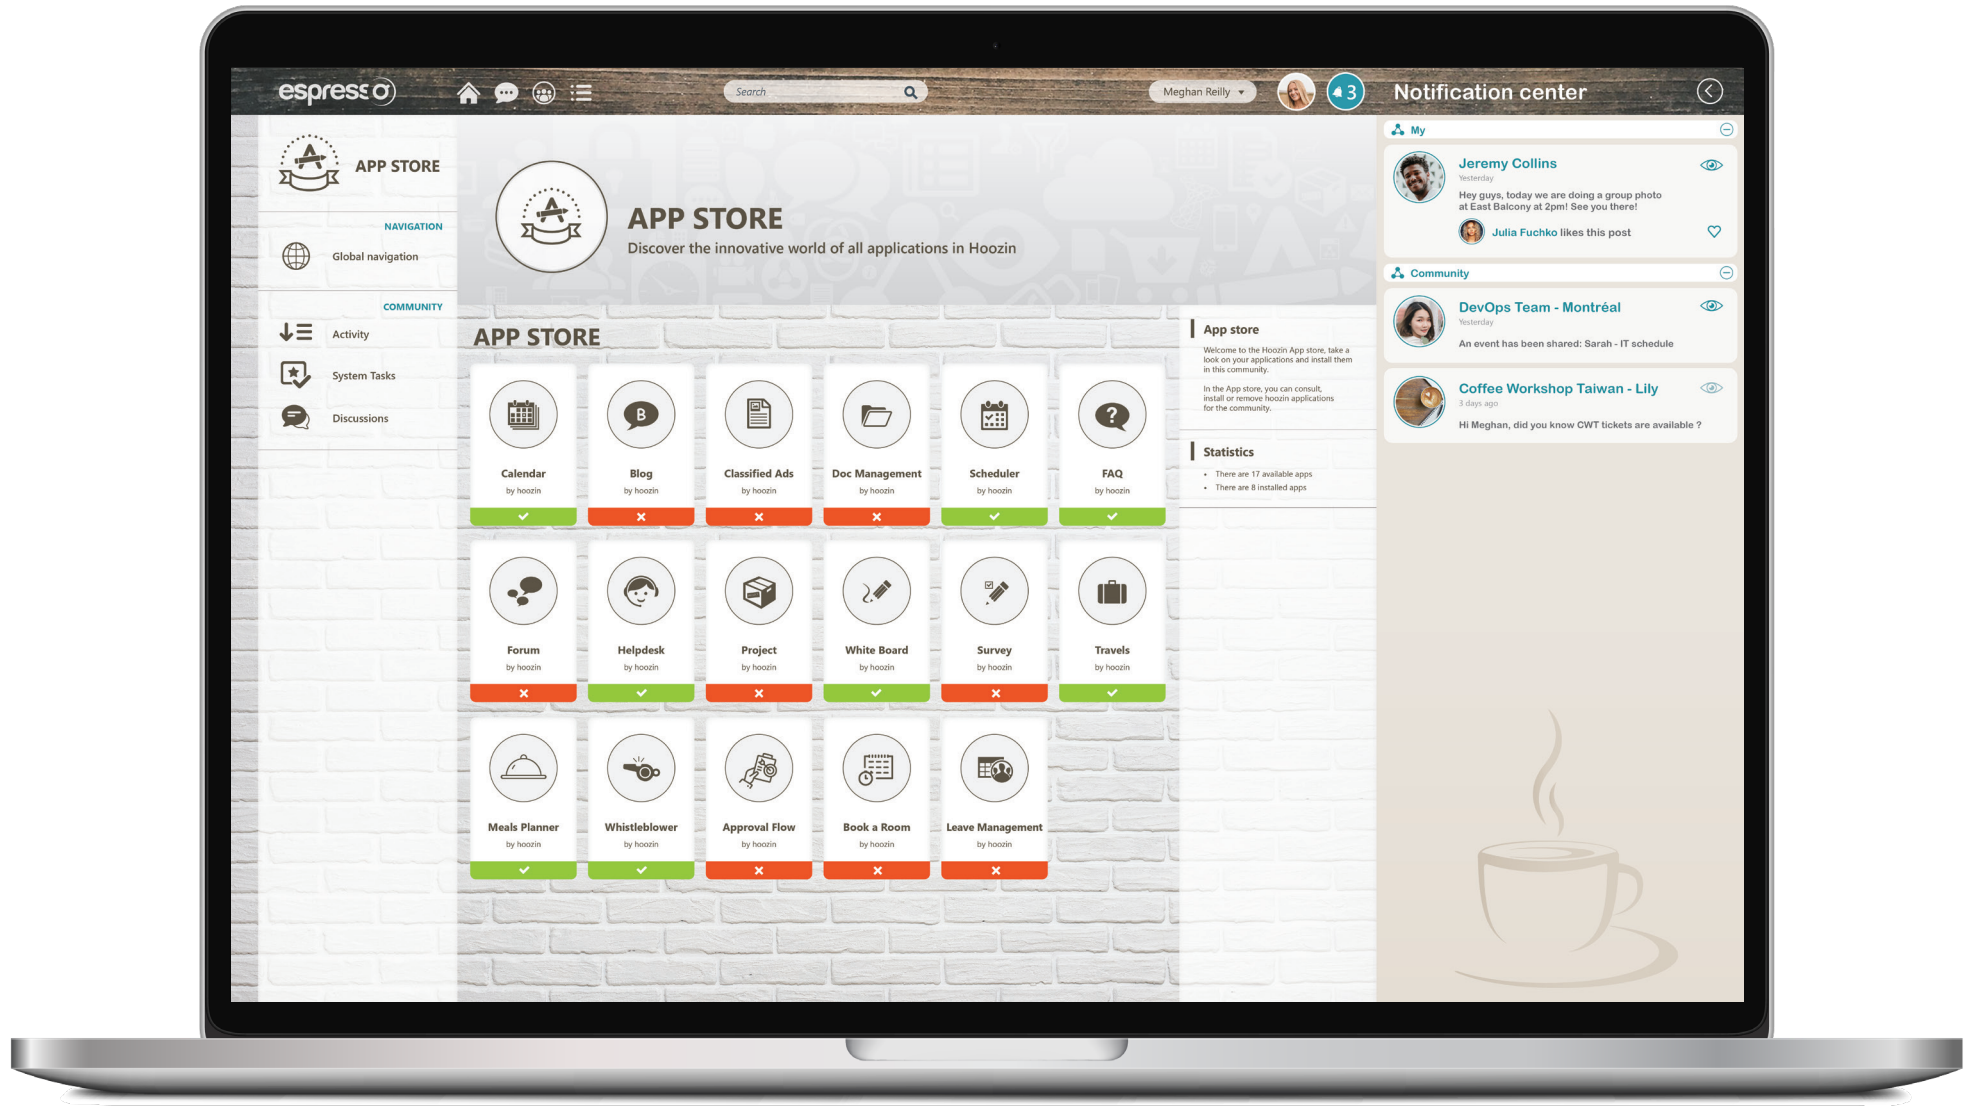 espresso
Search
Meghan Reilly
3
Notification center
APP STORE
NAVIGATION
Global navigation
COMMUNITY
Activity
System Tasks
Discussions
APP STORE
Discover the innovative world of all applications in Hoozin
APP STORE
Calendar
by hoozin
B
Blog
by hoozin
Classified Ads
by hoozin
Doc Management
by hoozin
Scheduler
by hoozin
?
FAQ
by hoozin
Forum
by hoozin
Helpdesk
by hoozin
Project
by hoozin
White Board
by hoozin
Survey
by hoozin
Travels
by hoozin
Meals Planner
by hoozin
Whistleblower
by hoozin
Approval Flow
by hoozin
Book a Room
by hoozin
Leave Management
by hoozin
App store
Welcome to the Hoozin App store, take a
look on your applications and install them
in this community.
In the App store, you can consult,
install or remove hoozin applications
for the community.
Statistics
• There are 17 available apps
• There are 8 installed apps
My
Jeremy Collins
Yesterday
Hey guys, today we are doing a group photo
at East Balcony at 2pm! See you there!
Julia Fuchko likes this post
Community
DevOps Team - Montréal
Yesterday
An event has been shared: Sarah - IT schedule
Coffee Workshop Taiwan - Lily
3 days ago
Hi Meghan, did you know CWT tickets are available ?